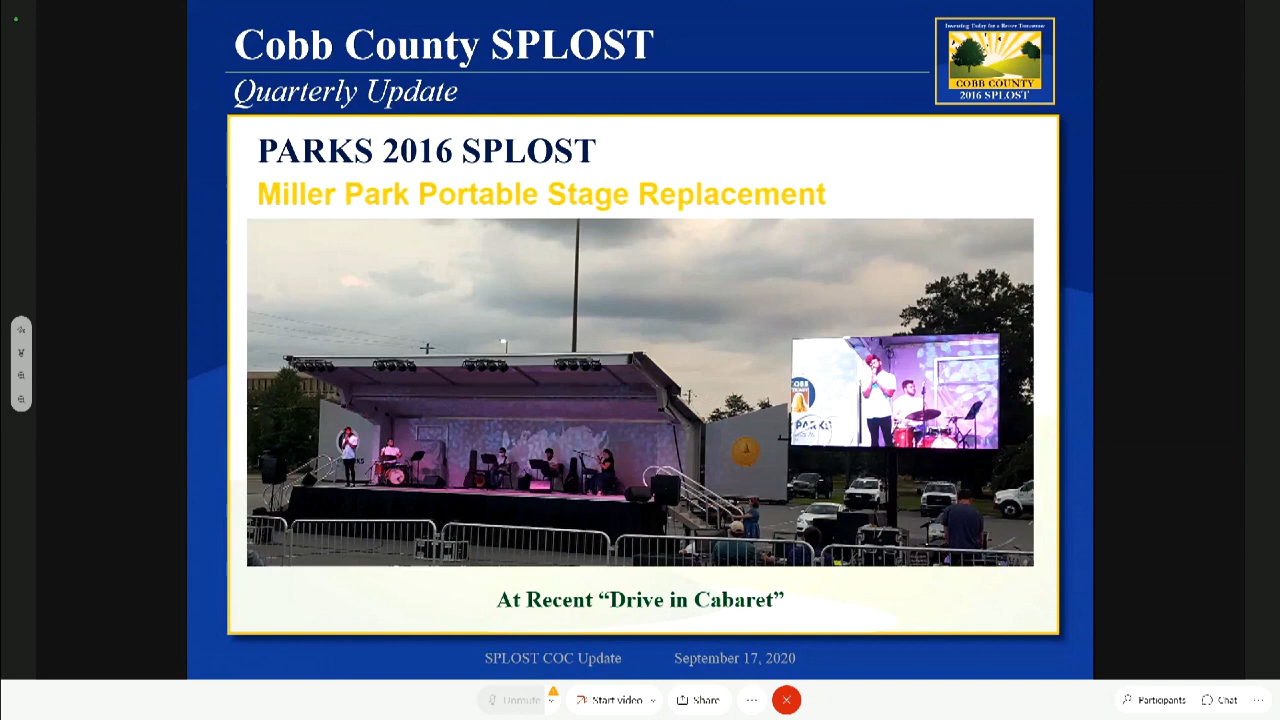 Cobb County SPLOST
Quarterly Update
Investing Today for a Better Tomorrow
COBB COUNTY
2016 SPLOST
PARKS 2016 SPLOST
Miller Park Portable Stage Replacement
PARKS
At Recent “Drive in Cabaret”
SPLOST COC Update September 17, 2020
Unmute Start video Share Participants Chat